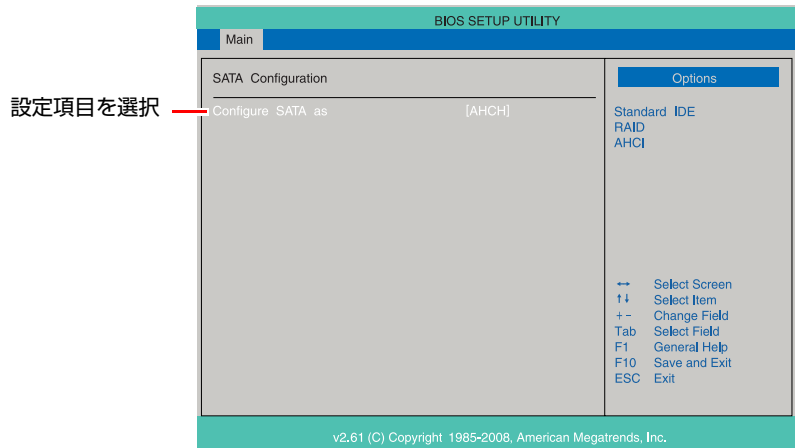 BIOS SETUP UTILITY
Main
SATA Configuration
設定項目を選択
Configure SATA as [AHCH]
Options
Standard IDE
RAID
AHCI
↔ Select Screen
↑↓ Select Item
+− Change Field
Tab Select Field
F1 General Help
F10 Save and Exit
ESC Exit
v2.61 (C) Copyright 1985-2008, American Megatrends, Inc.